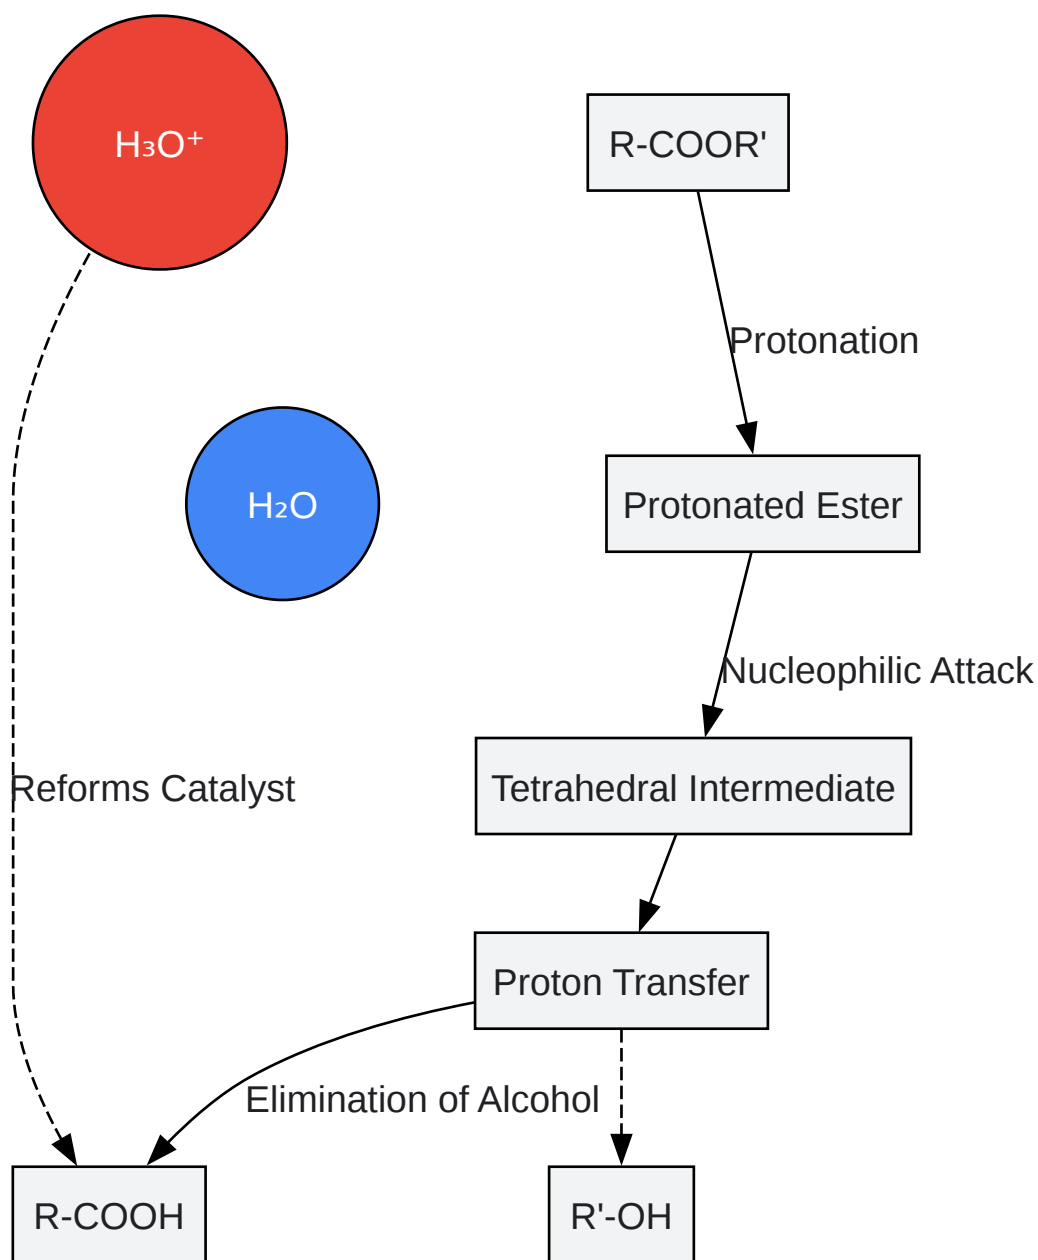 H₃O⁺
R-COOR'
Protonation
H₂O
Protonated Ester
Nucleophilic Attack
Reforms Catalyst
Tetrahedral Intermediate
Proton Transfer
Elimination of Alcohol
R-COOH
R'-OH